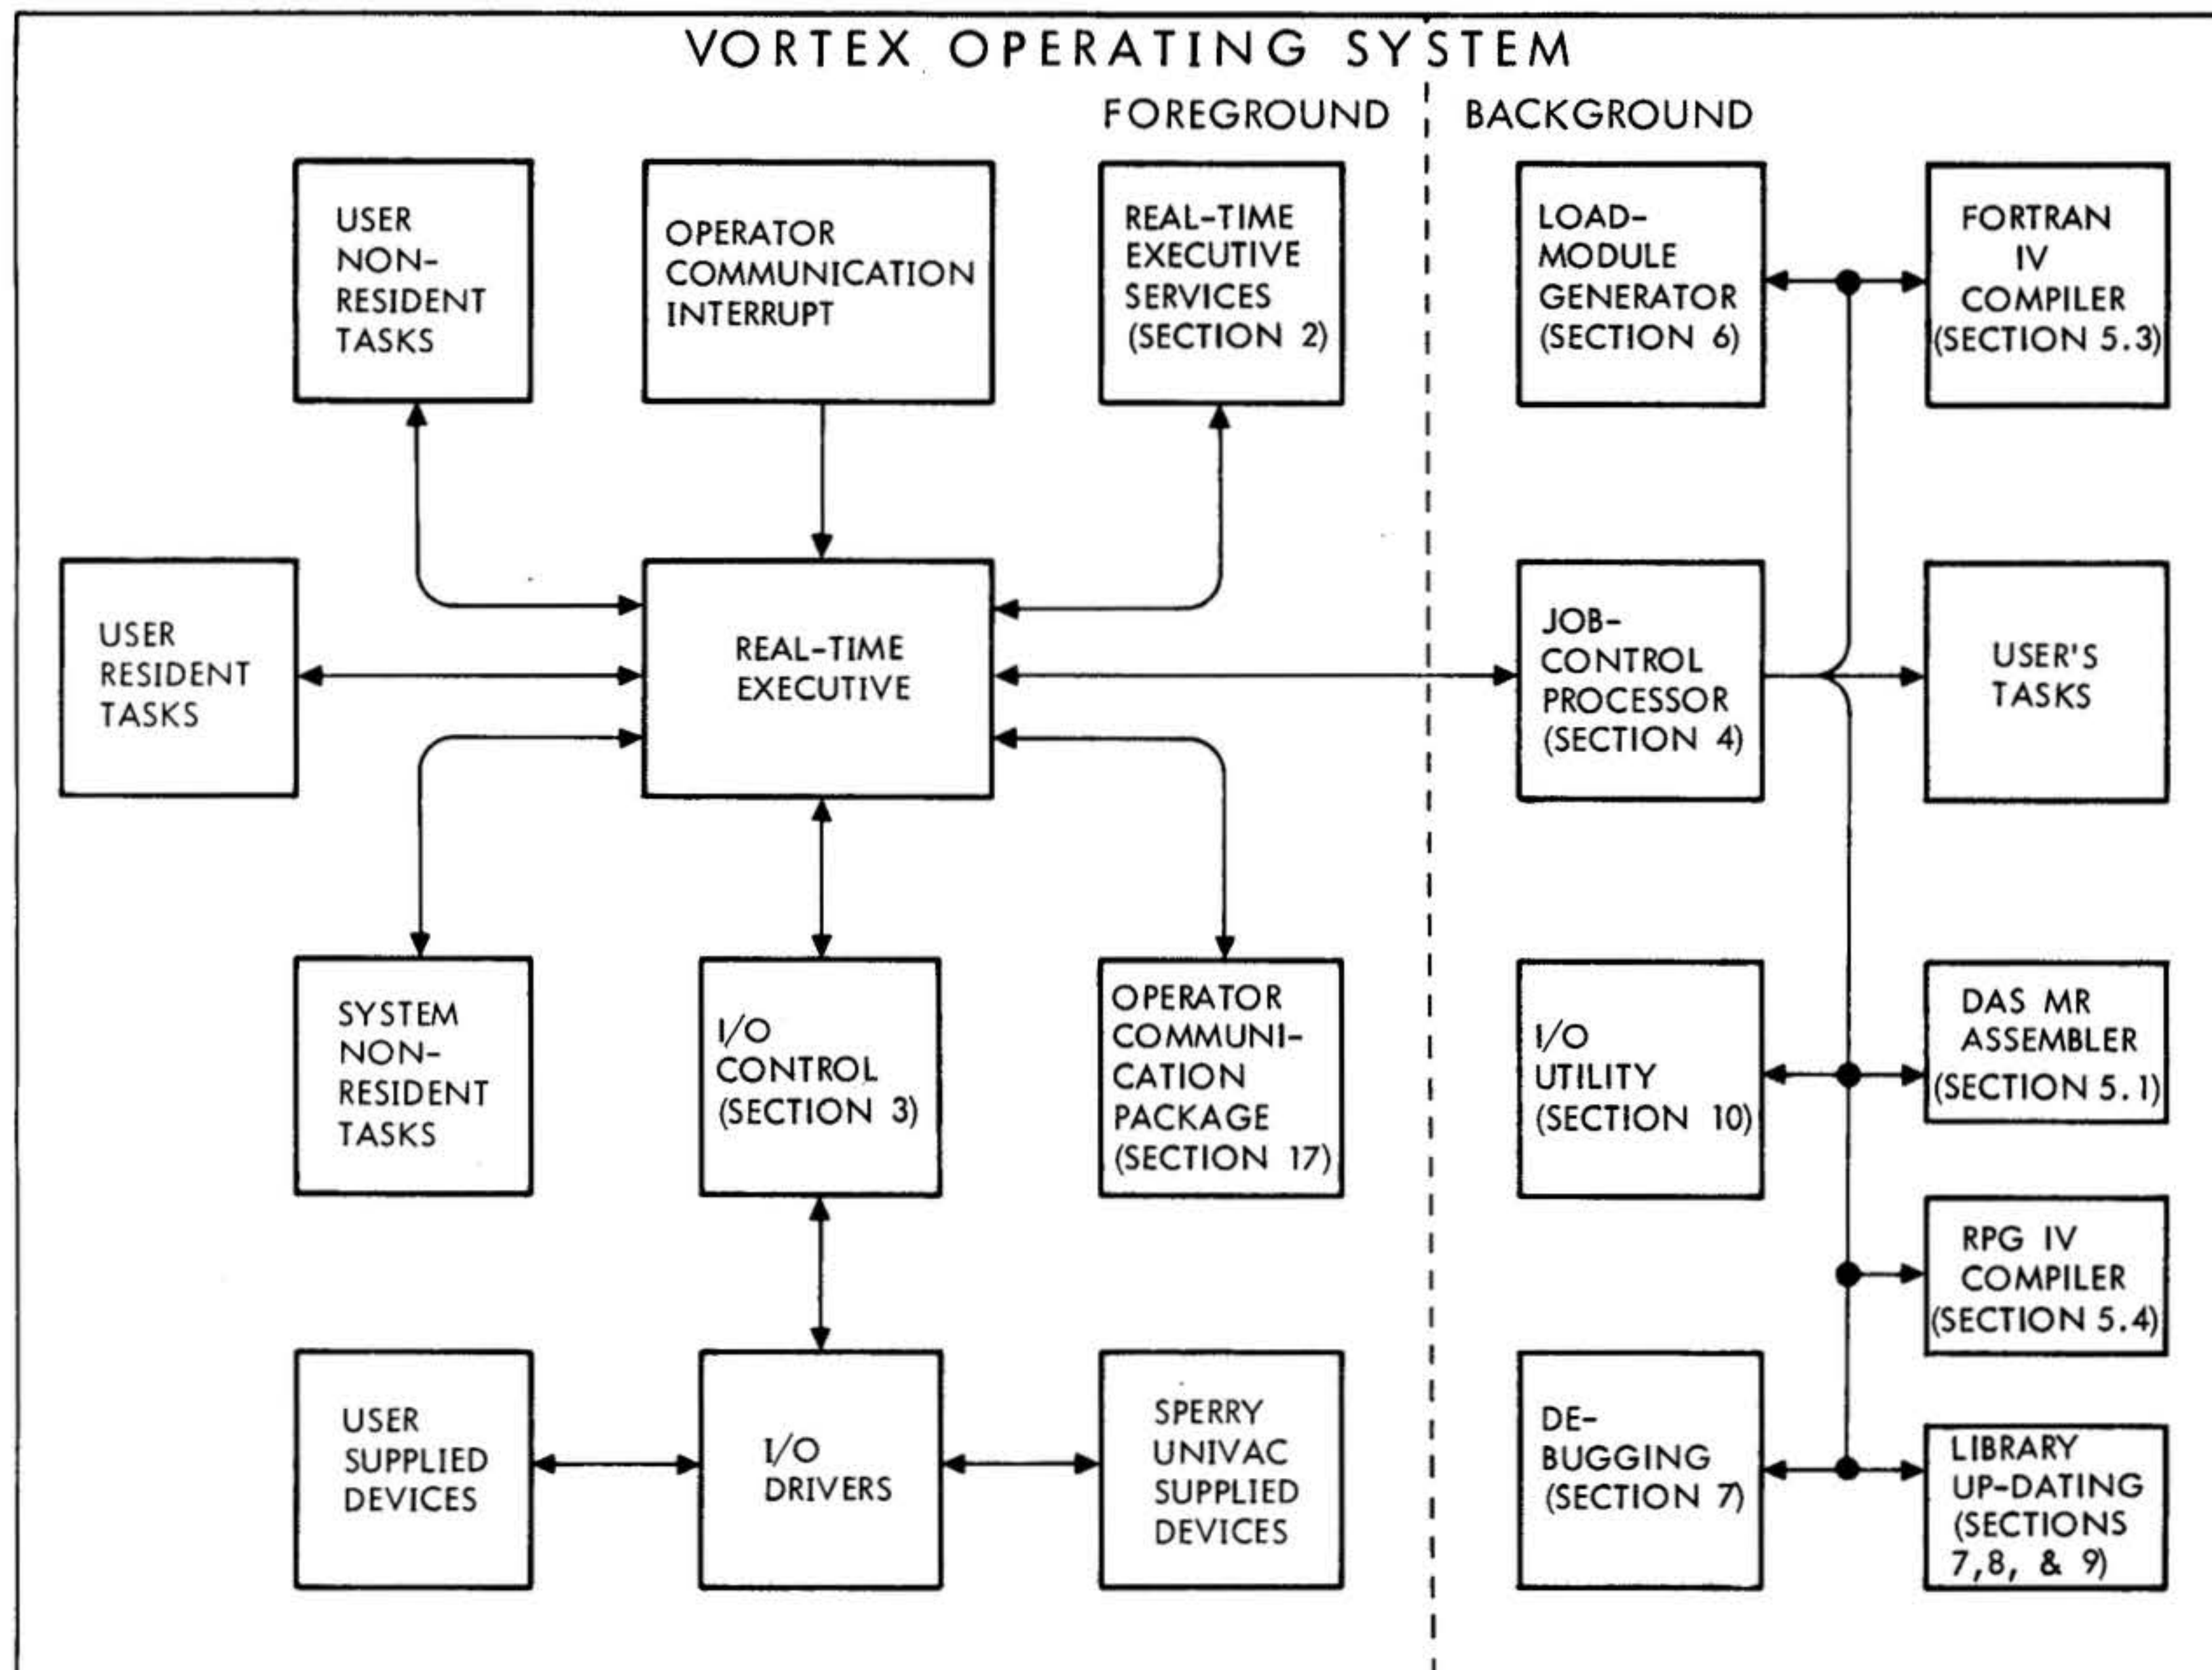 VORTEX OPERATING SYSTEM
FOREGROUND
BACKGROUND
USER
NON-
RESIDENT
TASKS
OPERATOR
COMMUNICATION
INTERRUPT
REAL-TIME
EXECUTIVE
SERVICES
(SECTION 2)
LOAD-
MODULE
GENERATOR
(SECTION 6)
FORTRAN
IV
COMPILER
(SECTION 5.3)
USER
RESIDENT
TASKS
REAL-TIME
EXECUTIVE
JOB-
CONTROL
PROCESSOR
(SECTION 4)
USER'S
TASKS
SYSTEM
NON-
RESIDENT
TASKS
I/O
CONTROL
(SECTION 3)
OPERATOR
COMMUNI-
CATION
PACKAGE
(SECTION 17)
I/O
UTILITY
(SECTION 10)
DAS MR
ASSEMBLER
(SECTION 5.1)
RPG IV
COMPILER
(SECTION 5.4)
USER
SUPPLIED
DEVICES
I/O
DRIVERS
SPERRY
UNIVAC
SUPPLIED
DEVICES
DE-
BUGGING
(SECTION 7)
LIBRARY
UP-DATING
(SECTIONS
7,8, & 9)